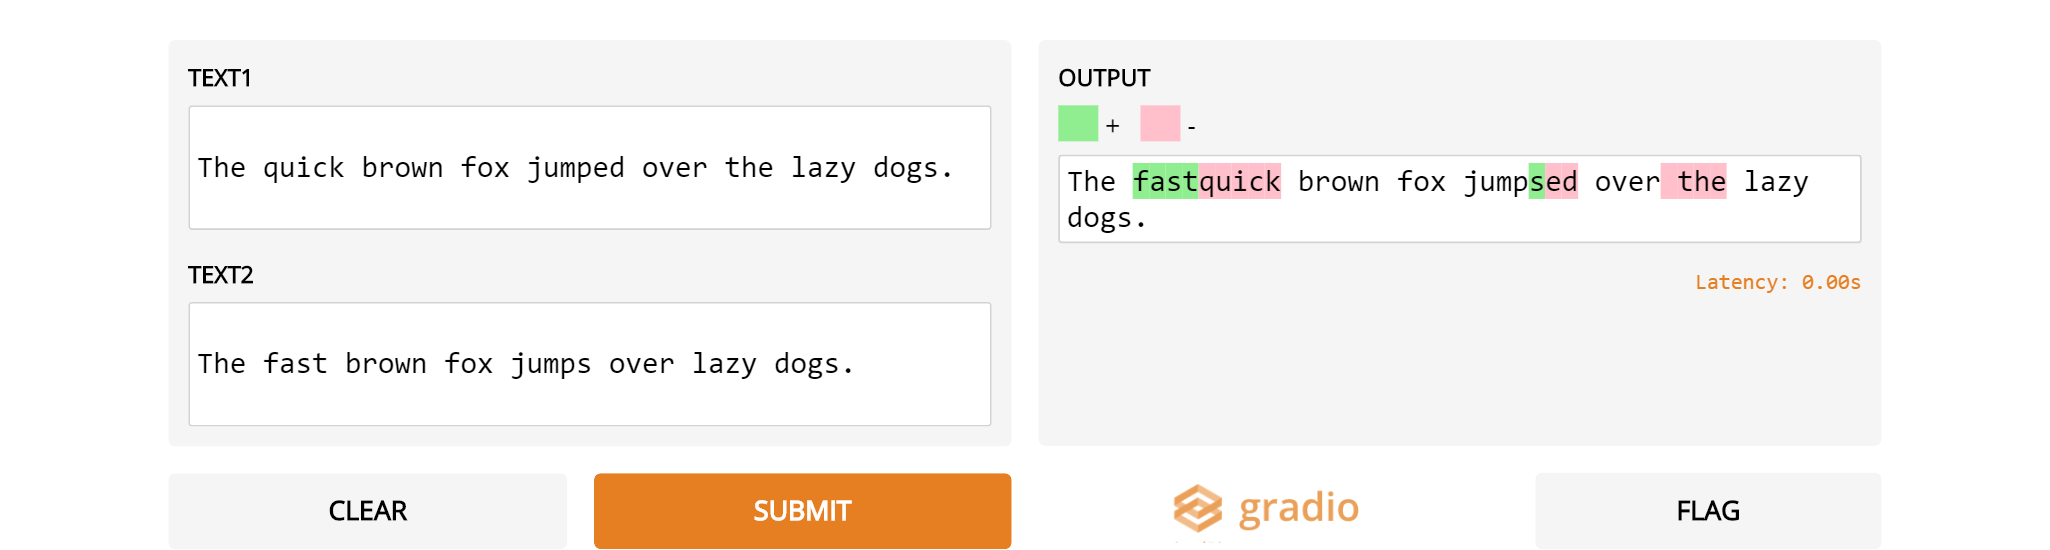 TEXT1
The quick brown fox jumped over the lazy dogs.
TEXT2
The fast brown fox jumps over lazy dogs.
OUTPUT
+ -
The fastquick brown fox jumpsed over the lazy
dogs.
Latency: 0.00s
CLEAR
SUBMIT
gradio
FLAG